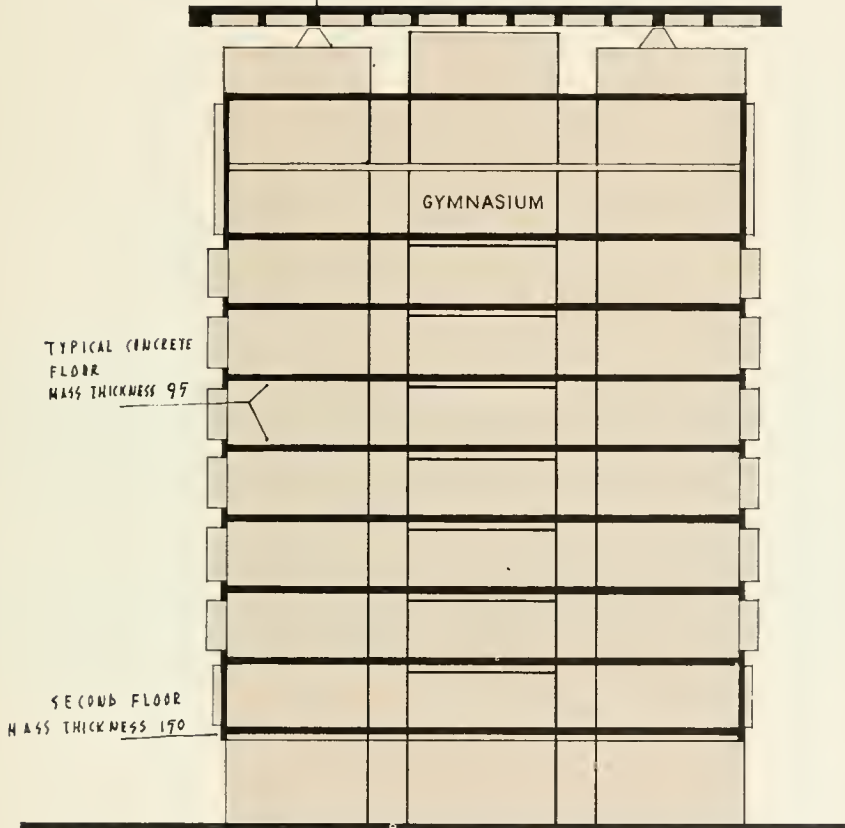 GYMNASIUM
TYPICAL CONCRETE
FLOOR
MASS THICKNESS 95
SECOND FLOOR
MASS THICKNESS 150